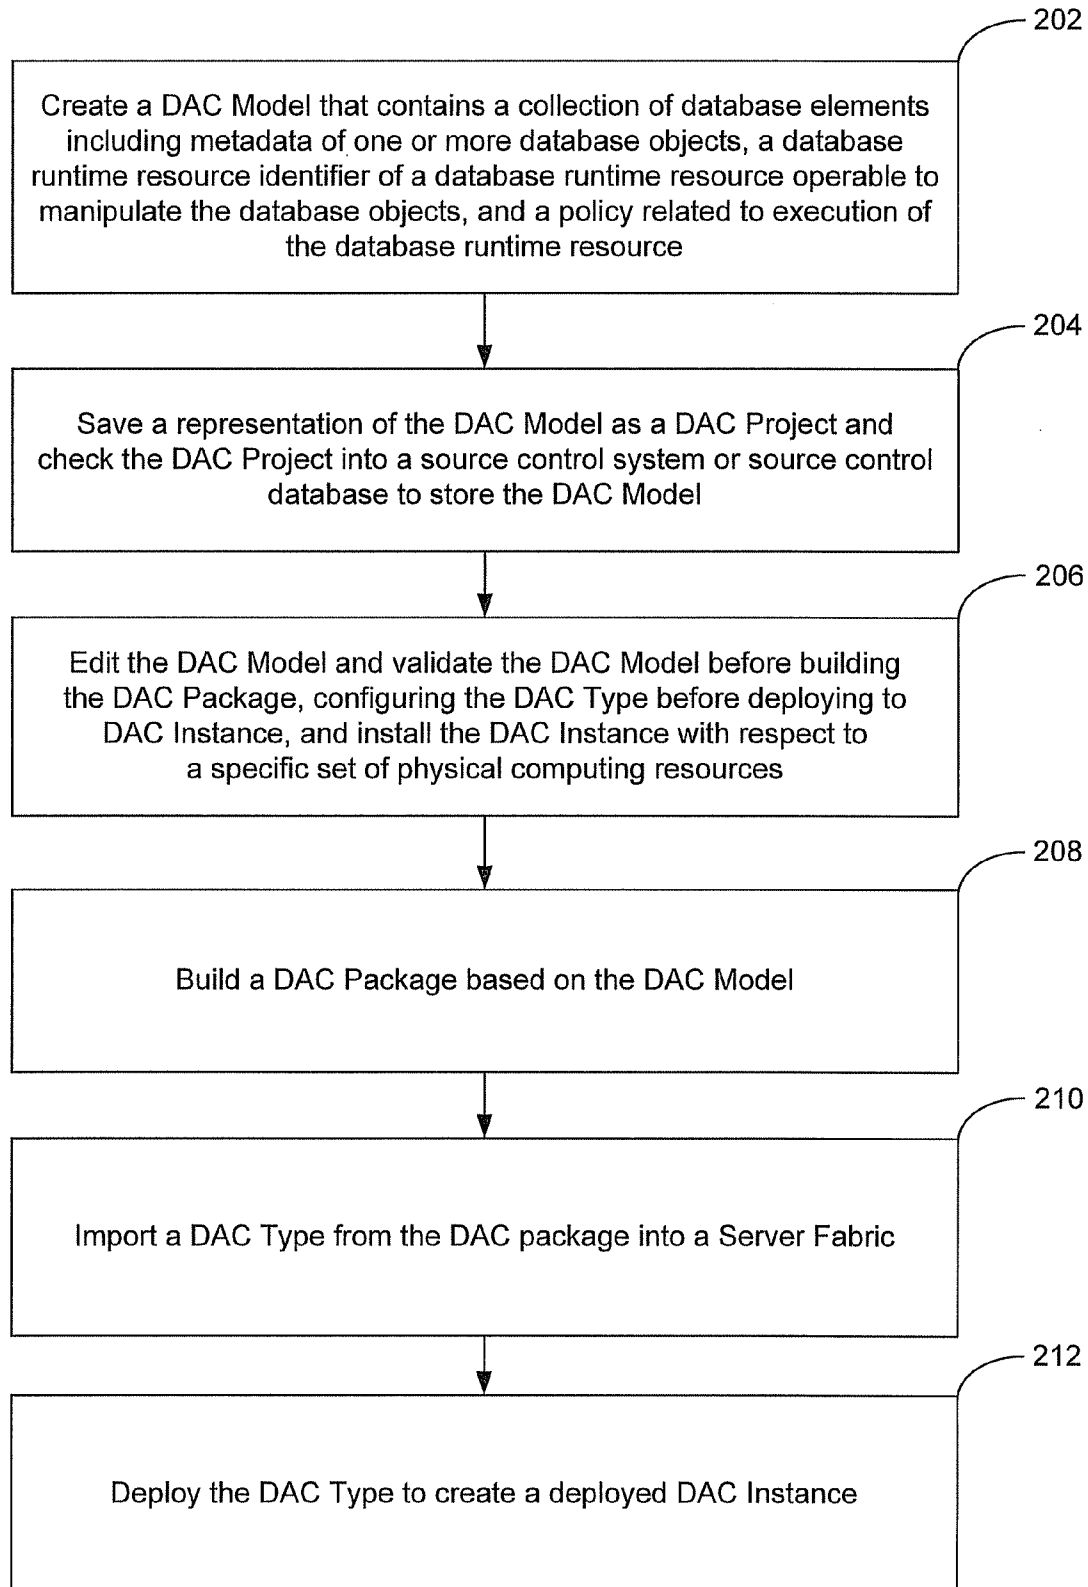 202
Create a DAC Model that contains a collection of database elements
including metadata of one or more database objects, a database
runtime resource identifier of a database runtime resource operable to
manipulate the database objects, and a policy related to execution of
the database runtime resource
204
Save a representation of the DAC Model as a DAC Project and
check the DAC Project into a source control system or source control
database to store the DAC Model
206
Edit the DAC Model and validate the DAC Model before building
the DAC Package, configuring the DAC Type before deploying to
DAC Instance, and install the DAC Instance with respect to
a specific set of physical computing resources
208
Build a DAC Package based on the DAC Model
210
Import a DAC Type from the DAC package into a Server Fabric
212
Deploy the DAC Type to create a deployed DAC Instance